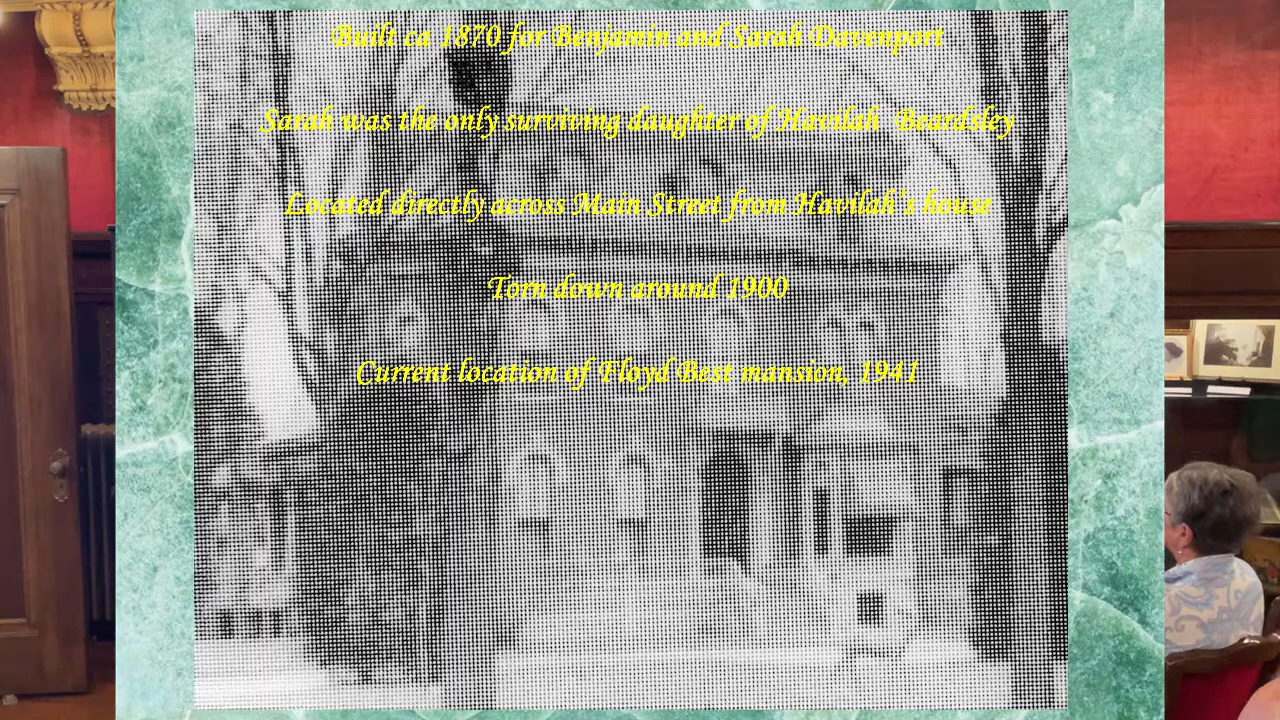 Built ca 1870 for Benjamin and Sarah Davenport
Sarah was the only surviving daughter of Havilah Beardsley
Located directly across Main Street from Havilah's house
Torn down around 1900
Current location of Floyd Best mansion, 1941